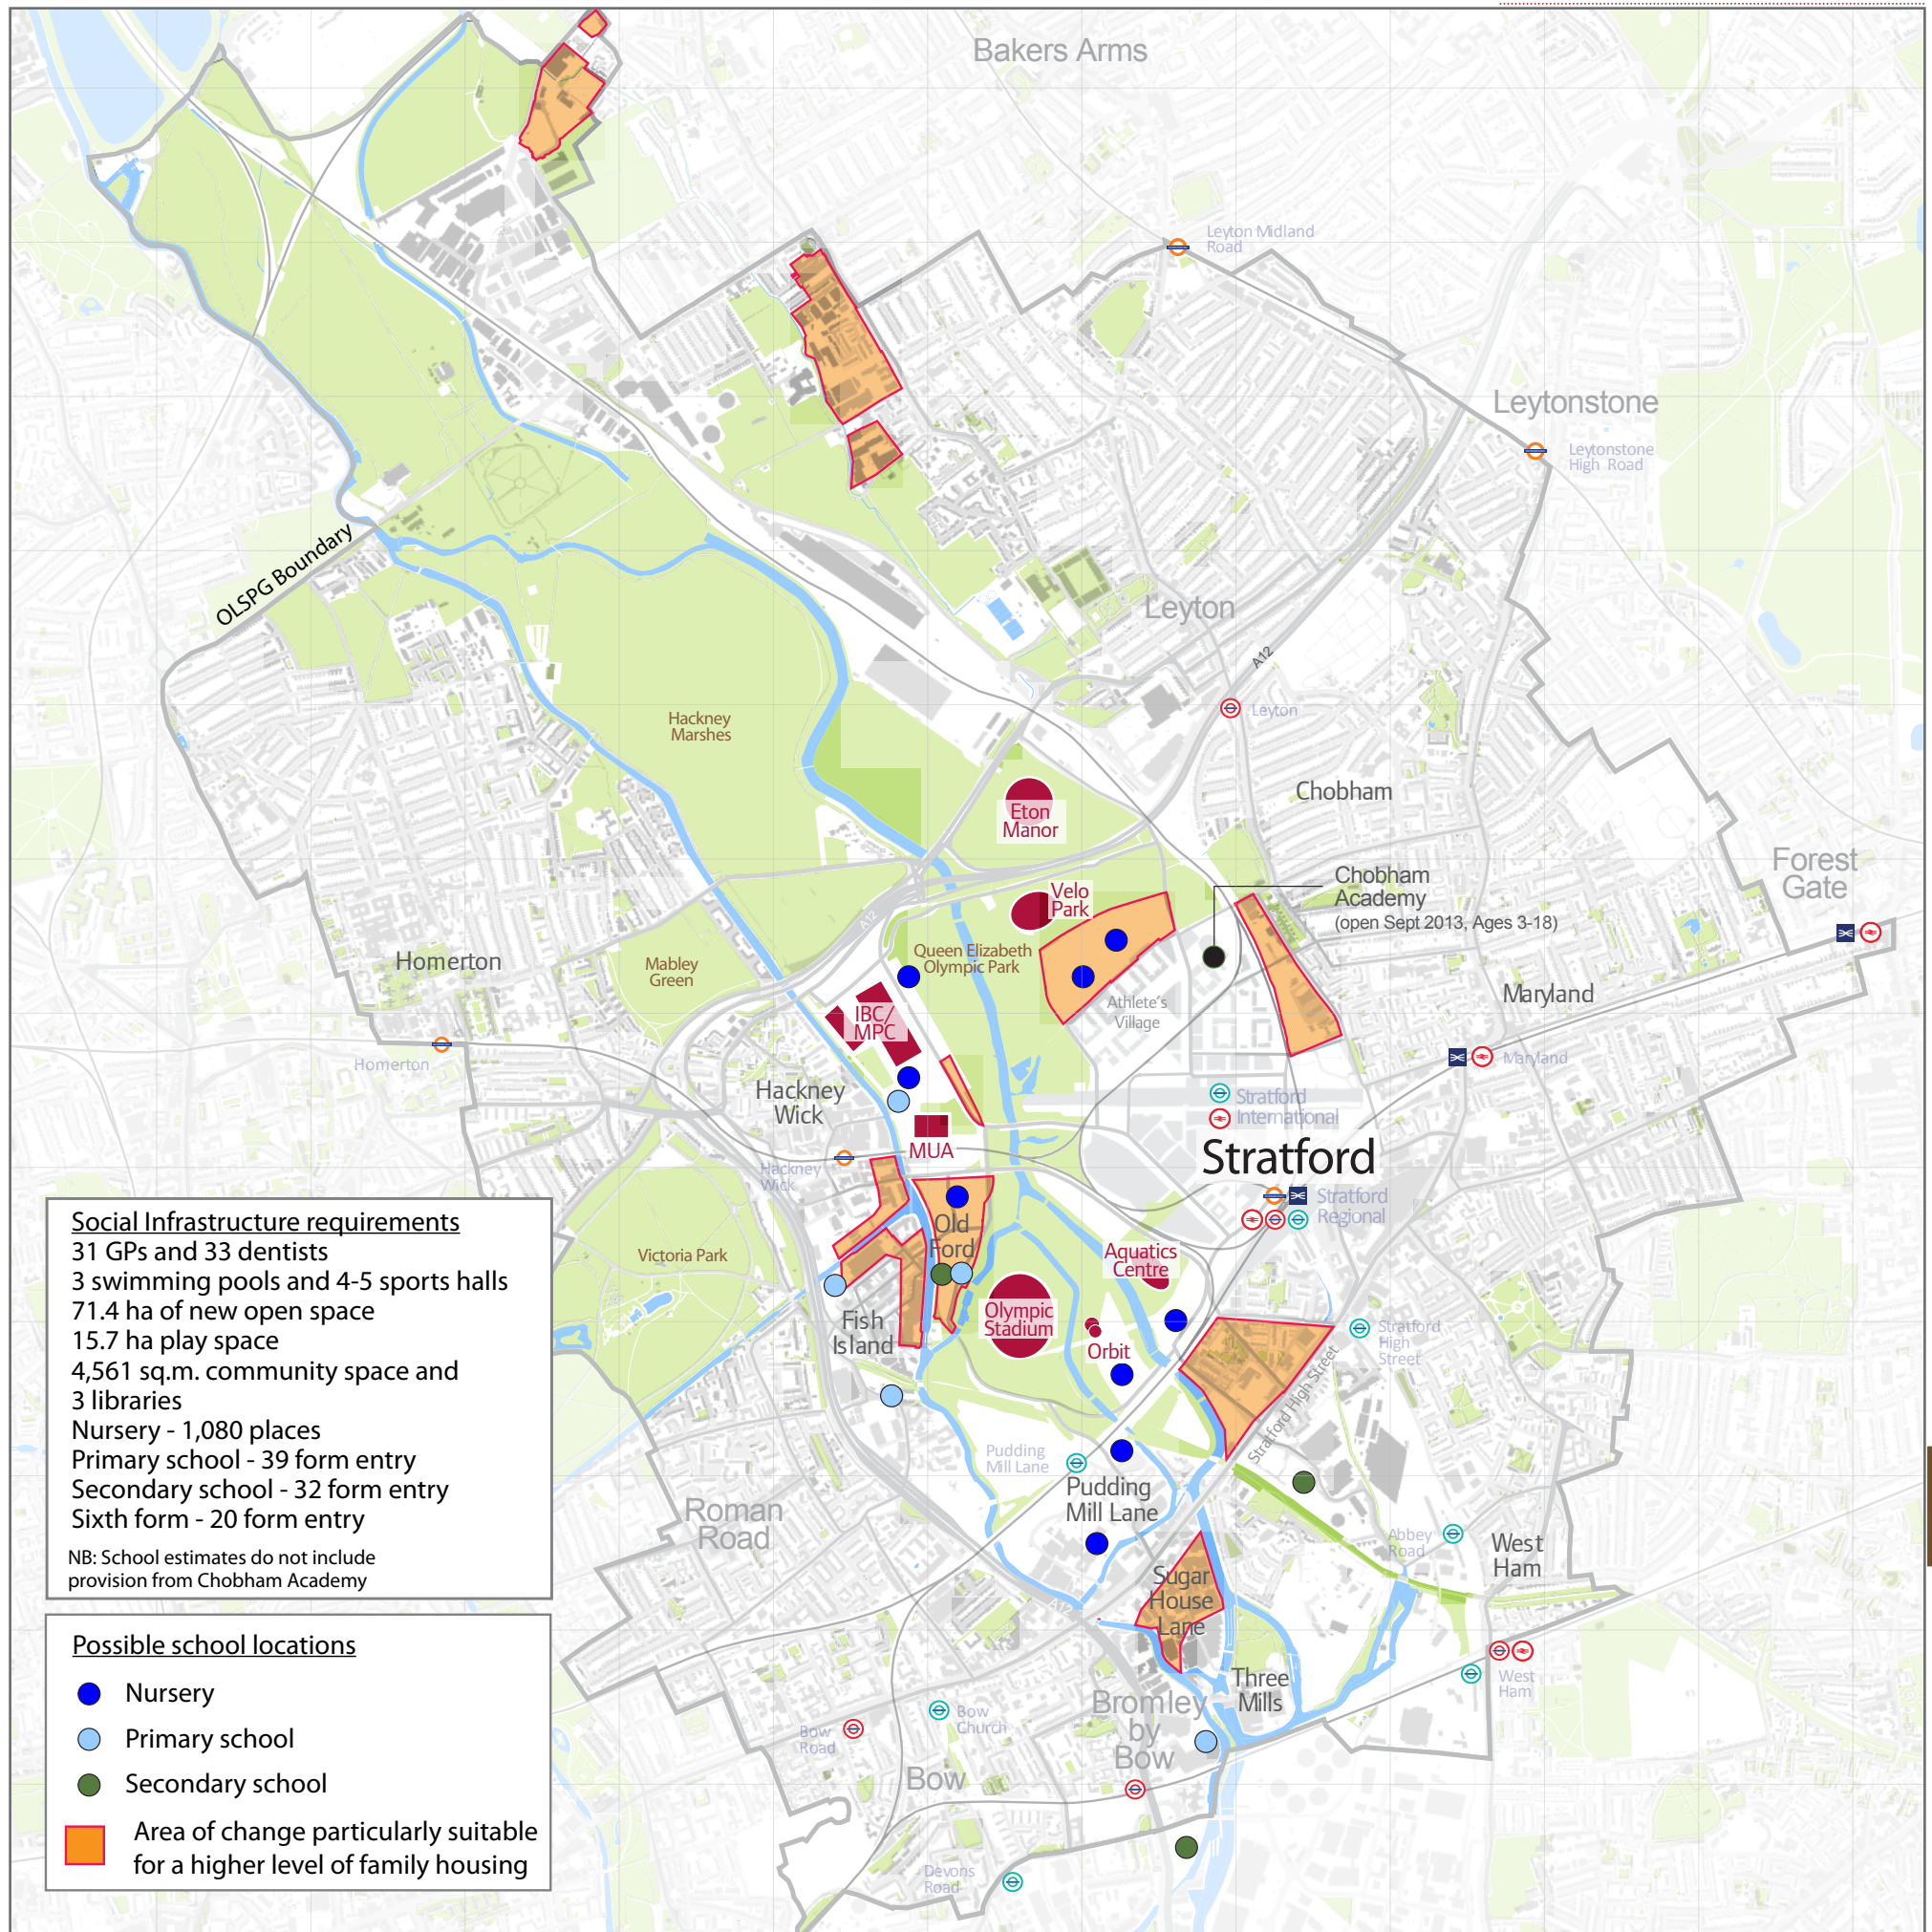 Bakers Arms
Leyton Midland
Road
Leytonstone
Leytonstone
High Road
OLSPG Boundary
Leyton
A12
Leyton
Hackney
Marshes
Chobham
Eton
Manor
Forest
Gate
Chobham
Academy
(open Sept 2013, Ages 3-18)
Velo
Park
A12
Queen Elizabeth
Olympic Park
Homerton
Mabley
Green
Maryland
Athlete's
Village
IBC/
MPC
Homerton
Maryland
Hackney
Wick
Stratford
International
MUA
Stratford
Hackney
Wick
Stratford
Regional
Old
Ford
Victoria Park
Aquatics
Centre
Olympic
Stadium
Fish
Island
Orbit
Stratford
High
Street
Stratford High Street
Pudding
Mill Lane
Pudding
Mill Lane
Roman
Road
Abbey
Road
West
Ham
Sugar
House
Lane
A12
Three
Mills
West
Ham
Bromley
by
Bow
Bow
Church
Bow
Road
Bow
Devons
Road
Social Infrastructure requirements
31 GPs and 33 dentists
3 swimming pools and 4-5 sports halls
71.4 ha of new open space
15.7 ha play space
4,561 sq.m. community space and
3 libraries
Nursery - 1,080 places
Primary school - 39 form entry
Secondary school - 32 form entry
Sixth form - 20 form entry
NB: School estimates do not include
provision from Chobham Academy
Possible school locations
Nursery
Primary school
Secondary school
Area of change particularly suitable
for a higher level of family housing